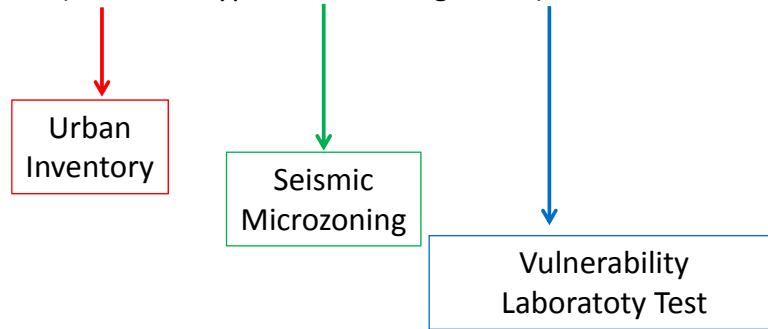 Urban
Inventory
Seismic
Microzoning
Vulnerability
Laboratoty Test